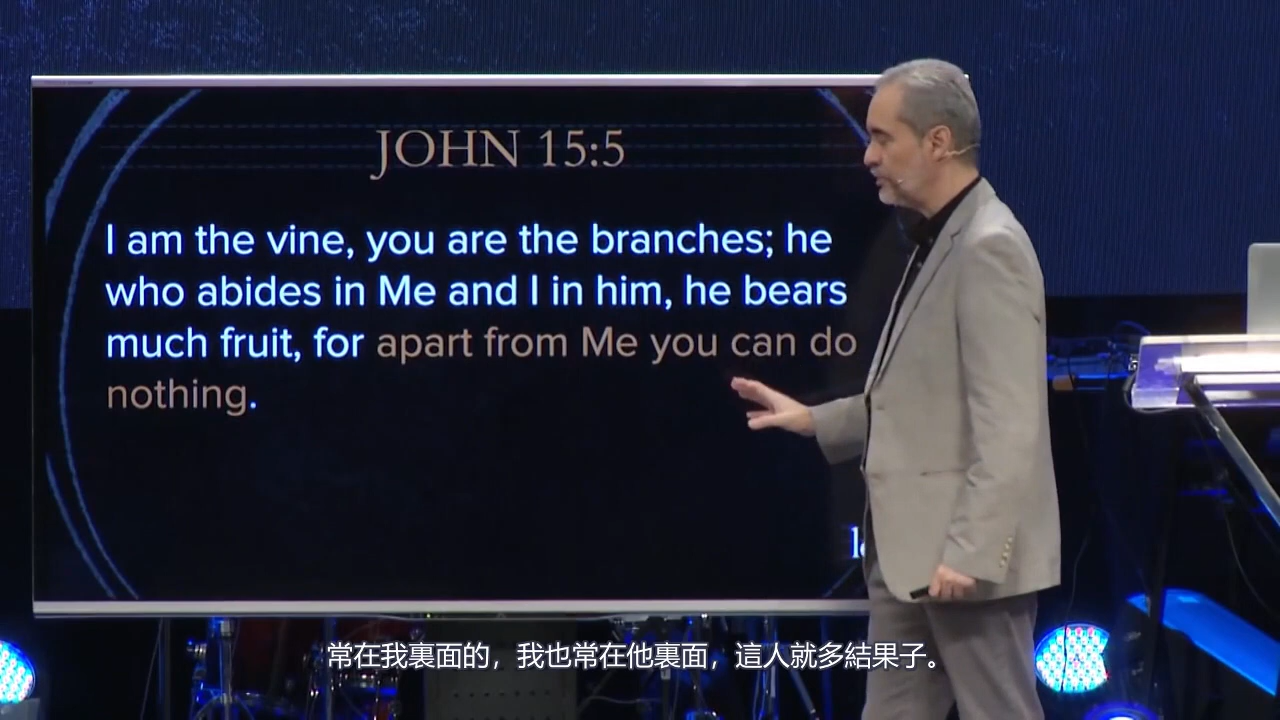 JOHN 15:5
I am the vine, you are the branches; he
who abides in Me and I in him, he bears
much fruit, for apart from Me you can do
nothing.
常在我裏面的，我也常在他裏面，這人就多結果子。